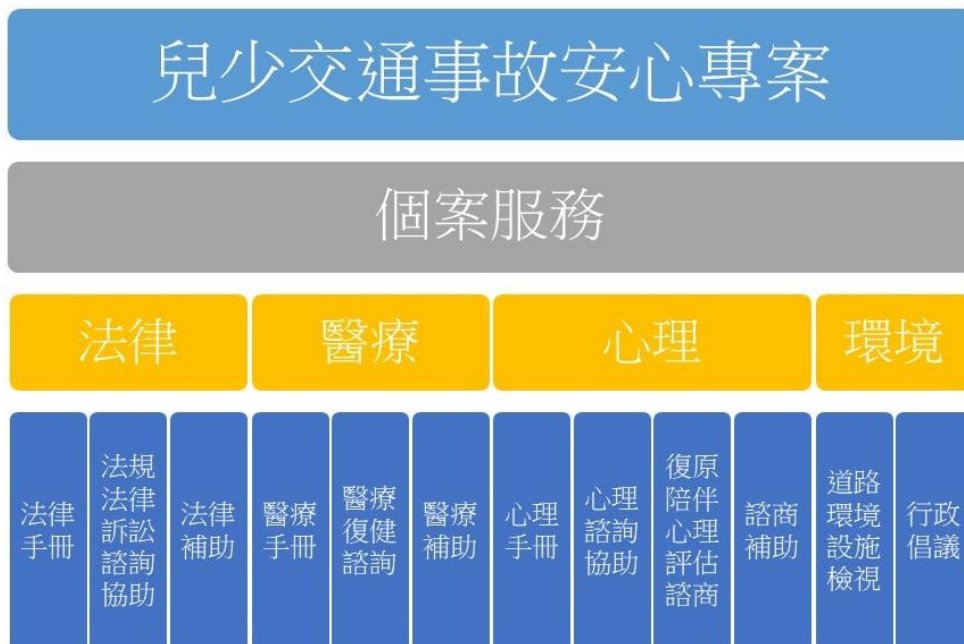 兒少交通事故安心專案
個案服務
法律
醫療
心理
環境
法律
手冊
法規
法律
訴訟
諮詢
協助
法律
補助
醫療
手冊
醫療
復健
諮詢
醫療
補助
心理
手冊
心理
諮詢
協助
復原
陪伴
心理
評估
諮商
諮商
補助
道路
環境
設施
檢視
行政
倡議